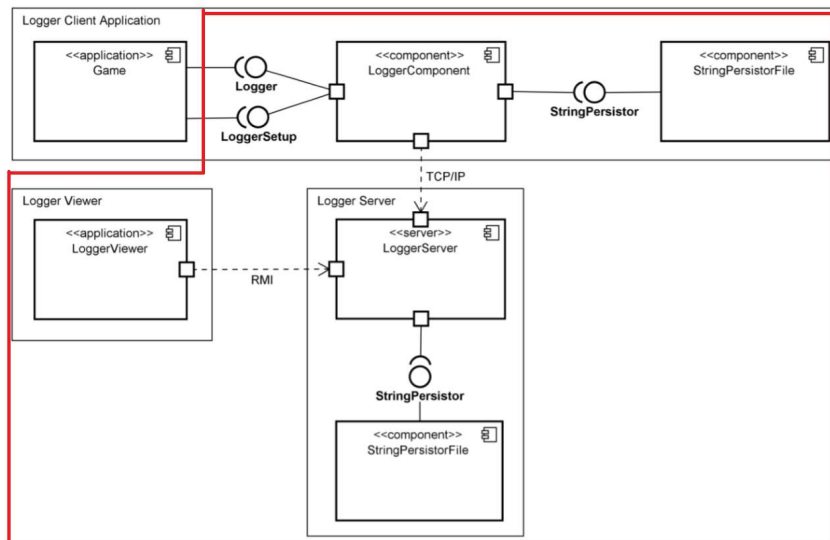 Logger Client Application
<<application>>
Game
Logger
LoggerSetup
<<component>>
LoggerComponent
StringPersistor
<<component>>
StringPersistorFile
TCP/IP
Logger Viewer
<<application>>
LoggerViewer
RMI
Logger Server
<<server>>
LoggerServer
StringPersistor
<<component>>
StringPersistorFile